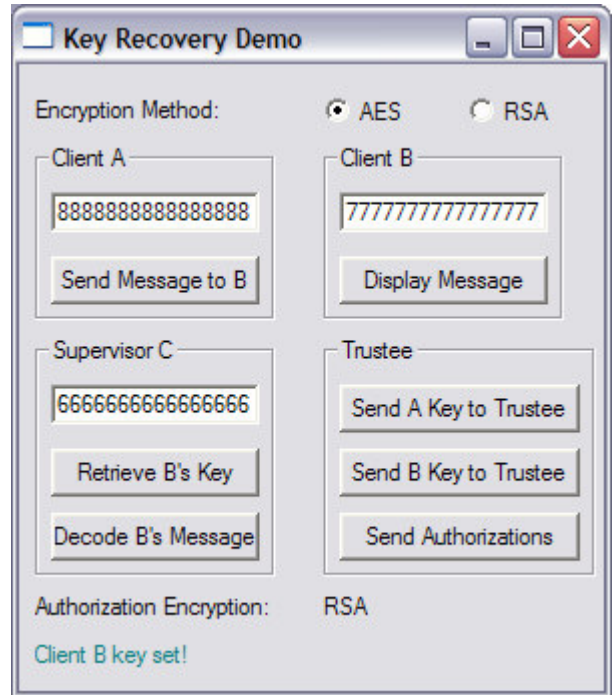 Key Recovery Demo
Encryption Method: AES RSA
Client A
8888888888888888
Send Message to B
Client B
7777777777777777
Display Message
Supervisor C
6666666666666666
Retrieve B's Key
Decode B's Message
Trustee
Send A Key to Trustee
Send B Key to Trustee
Send Authorizations
Authorization Encryption: RSA
Client B key set!